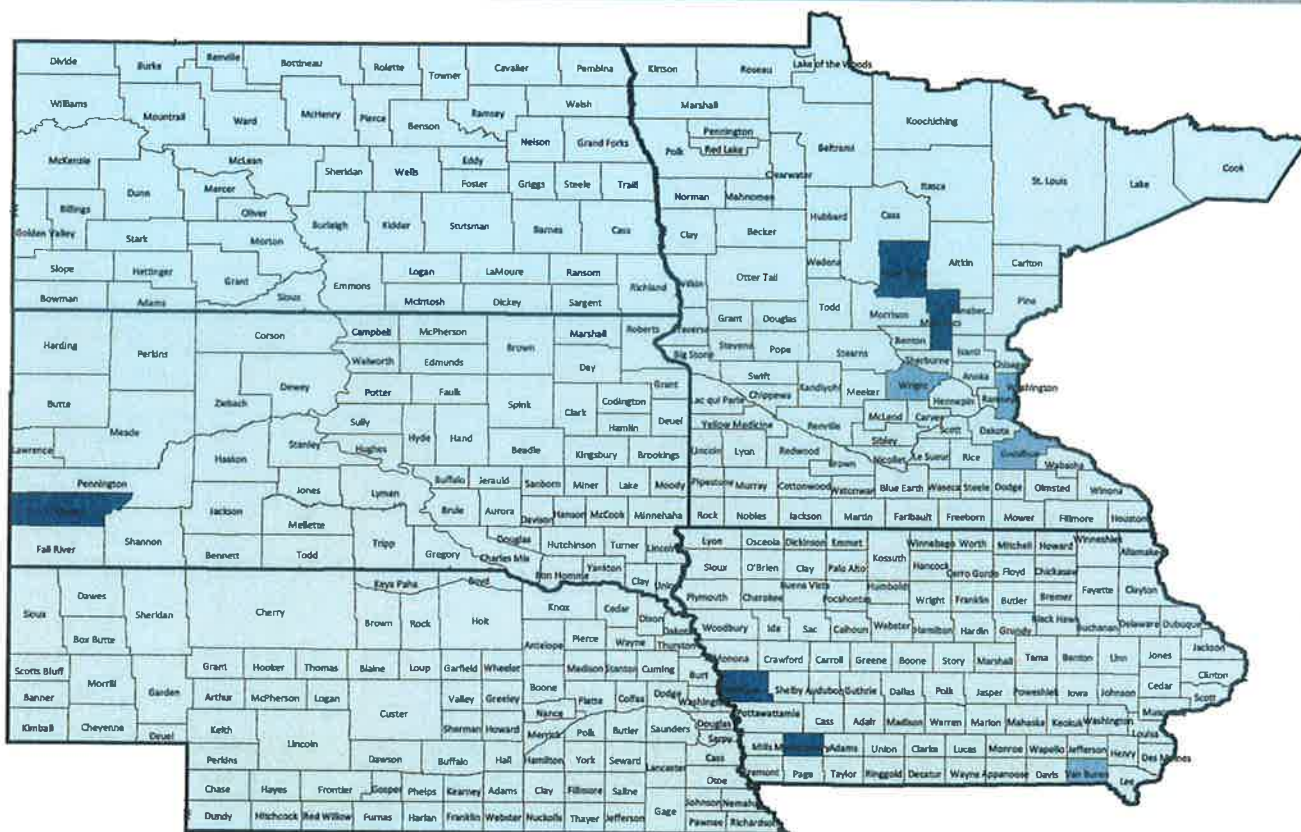 Divide Burke Renville Bottineau Rolette Towner Cavalier Pembina Kittson Roseau Lake of the Woods
Williams Mountrail Ward McHenry Pierce Benson Ramsey Walsh Marshall Koochiching
McKenzie McLean Sheridan Wells Eddy Nelson Grand Forks Polk Pennington Red Lake Beltrami Clearwater Itasca St. Louis Lake Cook
Dunn Mercer Oliver Foster Griggs Steele Traill Norman Mahnomen
Golden Valley Billings Stark Morton Burleigh Kidder Stutsman Barnes Cass Clay Becker Hubbard Cass
Slope Hettinger Grant Sioux Emmons Logan LaMoure Ransom Richland Wilkin Otter Tail Wadena Aitkin Carlton
Bowman Adams McIntosh Dickey Sargent Todd Morrison Pine
Harding Perkins Corson Campbell McPherson Brown Marshall Roberts Traverse Grant Douglas Benton
Walworth Edmunds Day Big Stone Stevens Pope Stearns Sherburne Isanti Chisago
Butte Meade Ziebach Dewey Potter Faulk Spink Clark Codington Grant Swift Kandiyohi Meeker Wright Anoka Washington
Hamlin Deuel Lac qui Parle Chippewa Hennepin Ramsey
Lawrence Haakon Stanley Sully Hughes Hyde Hand Beadle Kingsbury Brookings Yellow Medicine Renville McLeod Carver Scott Dakota
Lincoln Lyon Redwood Brown Sibley Nicollet Le Sueur Rice Goodhue Wabasha
Pennington Jackson Jones Lyman Buffalo Jerauld Sanborn Miner Lake Moody Pipestone Murray Cottonwood Watonwan Blue Earth Waseca Steele Dodge Olmsted Winona
Brule Aurora Davison Hanson McCook Minnehaha Rock Nobles Jackson Martin Faribault Freeborn Mower Fillmore Houston
Fall River Shannon Bennett Mellette Todd Tripp Gregory Douglas Charles Mix Hutchinson Turner Lincoln Bon Homme Yankton Clay Union
Lyon Osceola Dickinson Emmet Kossuth Winnebago Worth Mitchell Howard Winneshiek Allamakee
Sioux O'Brien Clay Palo Alto Hancock Cerro Gordo Floyd Chickasaw
Sioux Dawes Sheridan Cherry Keya Paha Boyd Knox Cedar Dixon Dakota Plymouth Cherokee Buena Vista Pocahontas Humboldt Wright Franklin Butler Bremer Fayette Clayton
Box Butte Brown Rock Holt Antelope Pierce Wayne Thurston Woodbury Ida Sac Calhoun Webster Hamilton Hardin Grundy Black Hawk Buchanan Delaware Dubuque
Scotts Bluff Morrill Garden Grant Hooker Thomas Blaine Loup Garfield Wheeler Madison Stanton Cuming Burt Monona Crawford Carroll Greene Boone Story Marshall Tama Benton Linn Jones Jackson
Banner Arthur McPherson Logan Custer Valley Greeley Boone Platte Colfax Dodge Washington Shelby Audubon Guthrie Dallas Polk Jasper Poweshiek Iowa Johnson Cedar Clinton Scott
Kimball Cheyenne Deuel Keith Lincoln Sherman Howard Nance Merrick Polk Butler Saunders Douglas Sarpy Pottawattamie Cass Adair Madison Warren Marion Mahaska Keokuk Washington Louisa
Perkins Dawson Buffalo Hall Hamilton York Seward Lancaster Cass Mills Adams Union Clarke Lucas Monroe Wapello Jefferson Henry Des Moines
Chase Hayes Frontier Gosper Phelps Kearney Adams Clay Fillmore Saline Otoe Page Taylor Ringgold Decatur Wayne Appanoose Davis Van Buren Lee
Dundy Hitchcock Red Willow Furnas Harlan Franklin Webster Nuckolls Thayer Jefferson Gage Johnson Nemaha Pawnee Richardson